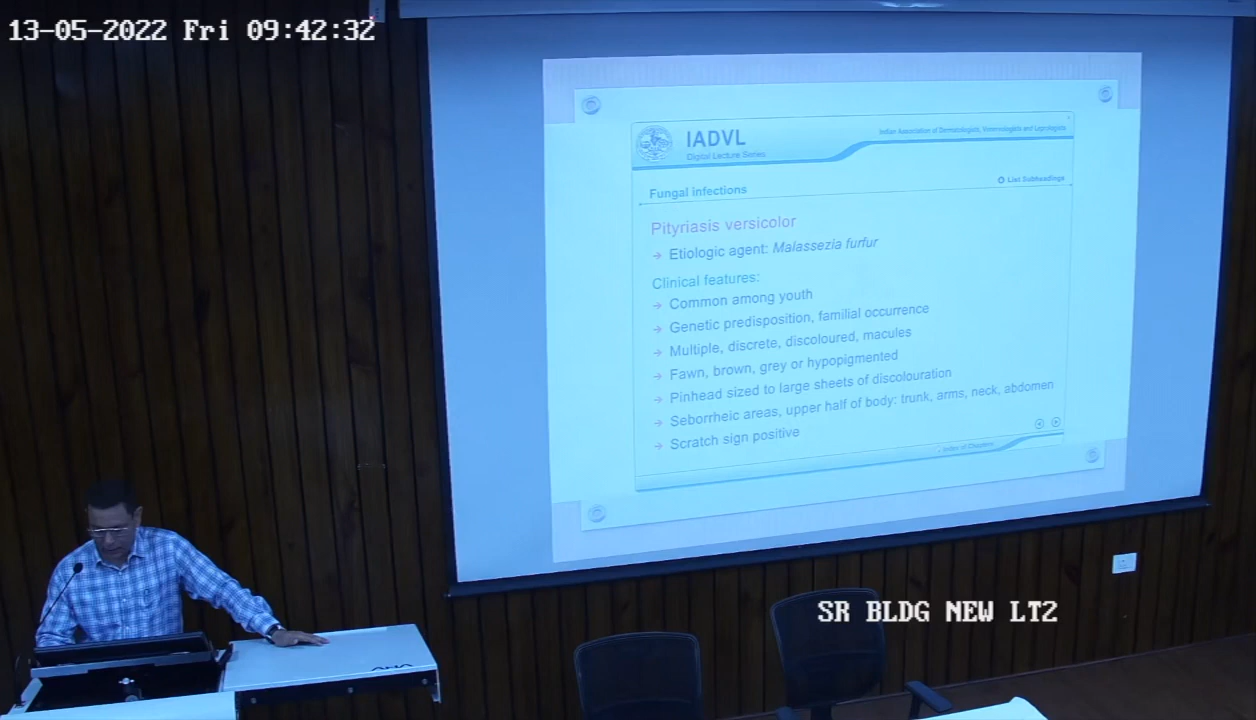 13-05-2022 Fri 09:42:32
IADVL
Digital Lecture Series
Indian Association of Dermatologists, Venereologists and Leprologists
List Subheadings
Fungal infections
Pityriasis versicolor
→ Etiologic agent: Malassezia furfur
Clinical features:
→ Common among youth
→ Genetic predisposition, familial occurrence
→ Multiple, discrete, discoloured, macules
→ Fawn, brown, grey or hypopigmented
→ Pinhead sized to large sheets of discolouration
→ Seborrheic areas, upper half of body: trunk, arms, neck, abdomen
→ Scratch sign positive
Index of Chapters
SR BLDG NEW LT2